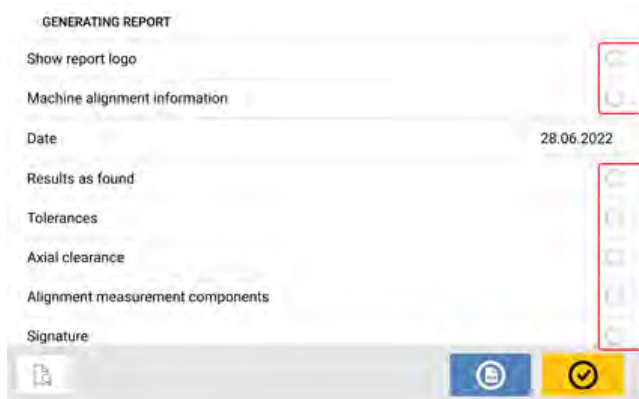 GENERATING REPORT
Show report logo
Machine alignment information
Date 28.06.2022
Results as found
Tolerances
Axial clearance
Alignment measurement components
Signature